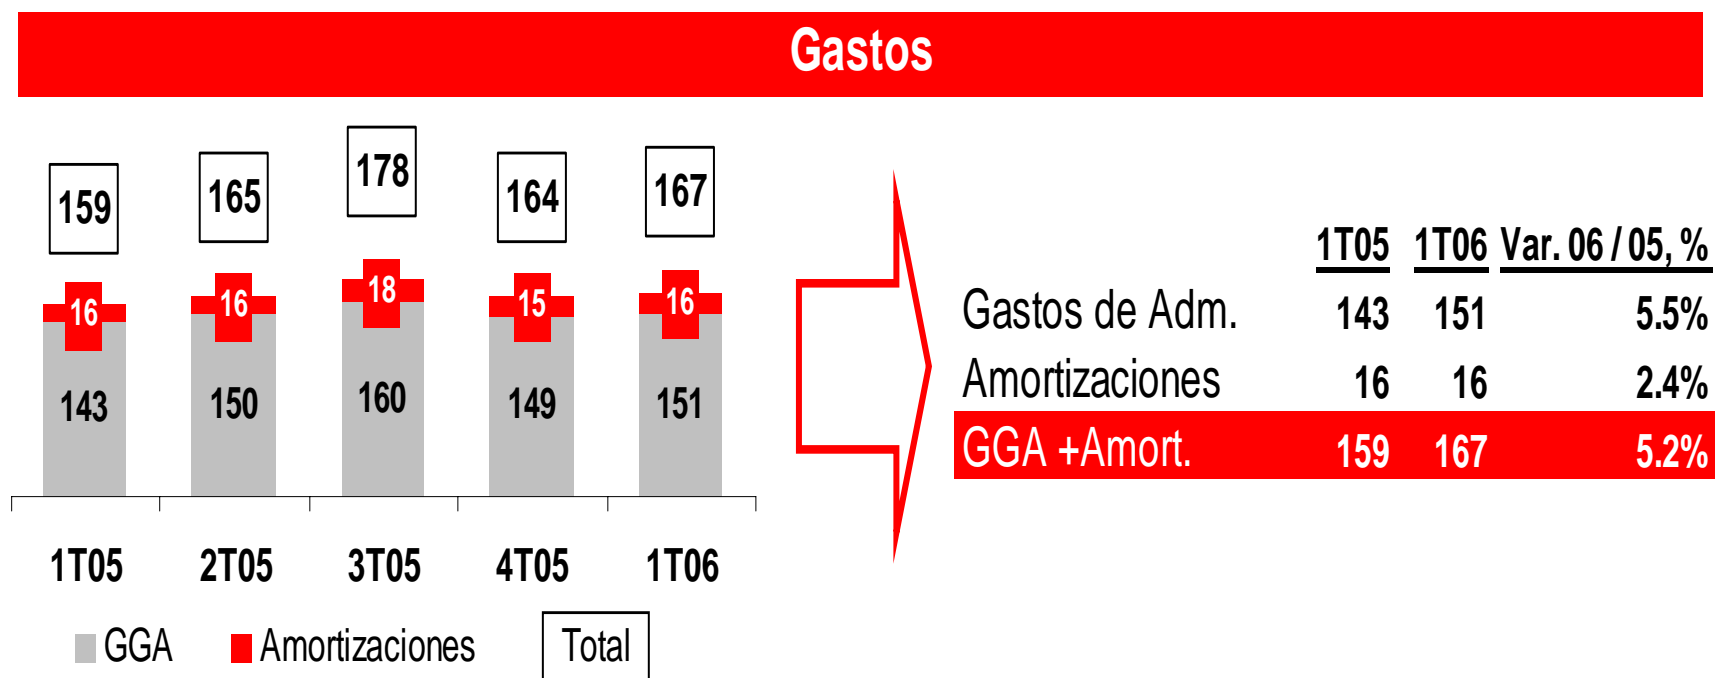 Gastos
159 165 178 164 167
16 16 18 15 16
143 150 160 149 151
1T05 2T05 3T05 4T05 1T06
GGA Amortizaciones Total
1T05 1T06 Var. 06 / 05, %
Gastos de Adm. 143 151 5.5%
Amortizaciones 16 16 2.4%
GGA +Amort. 159 167 5.2%